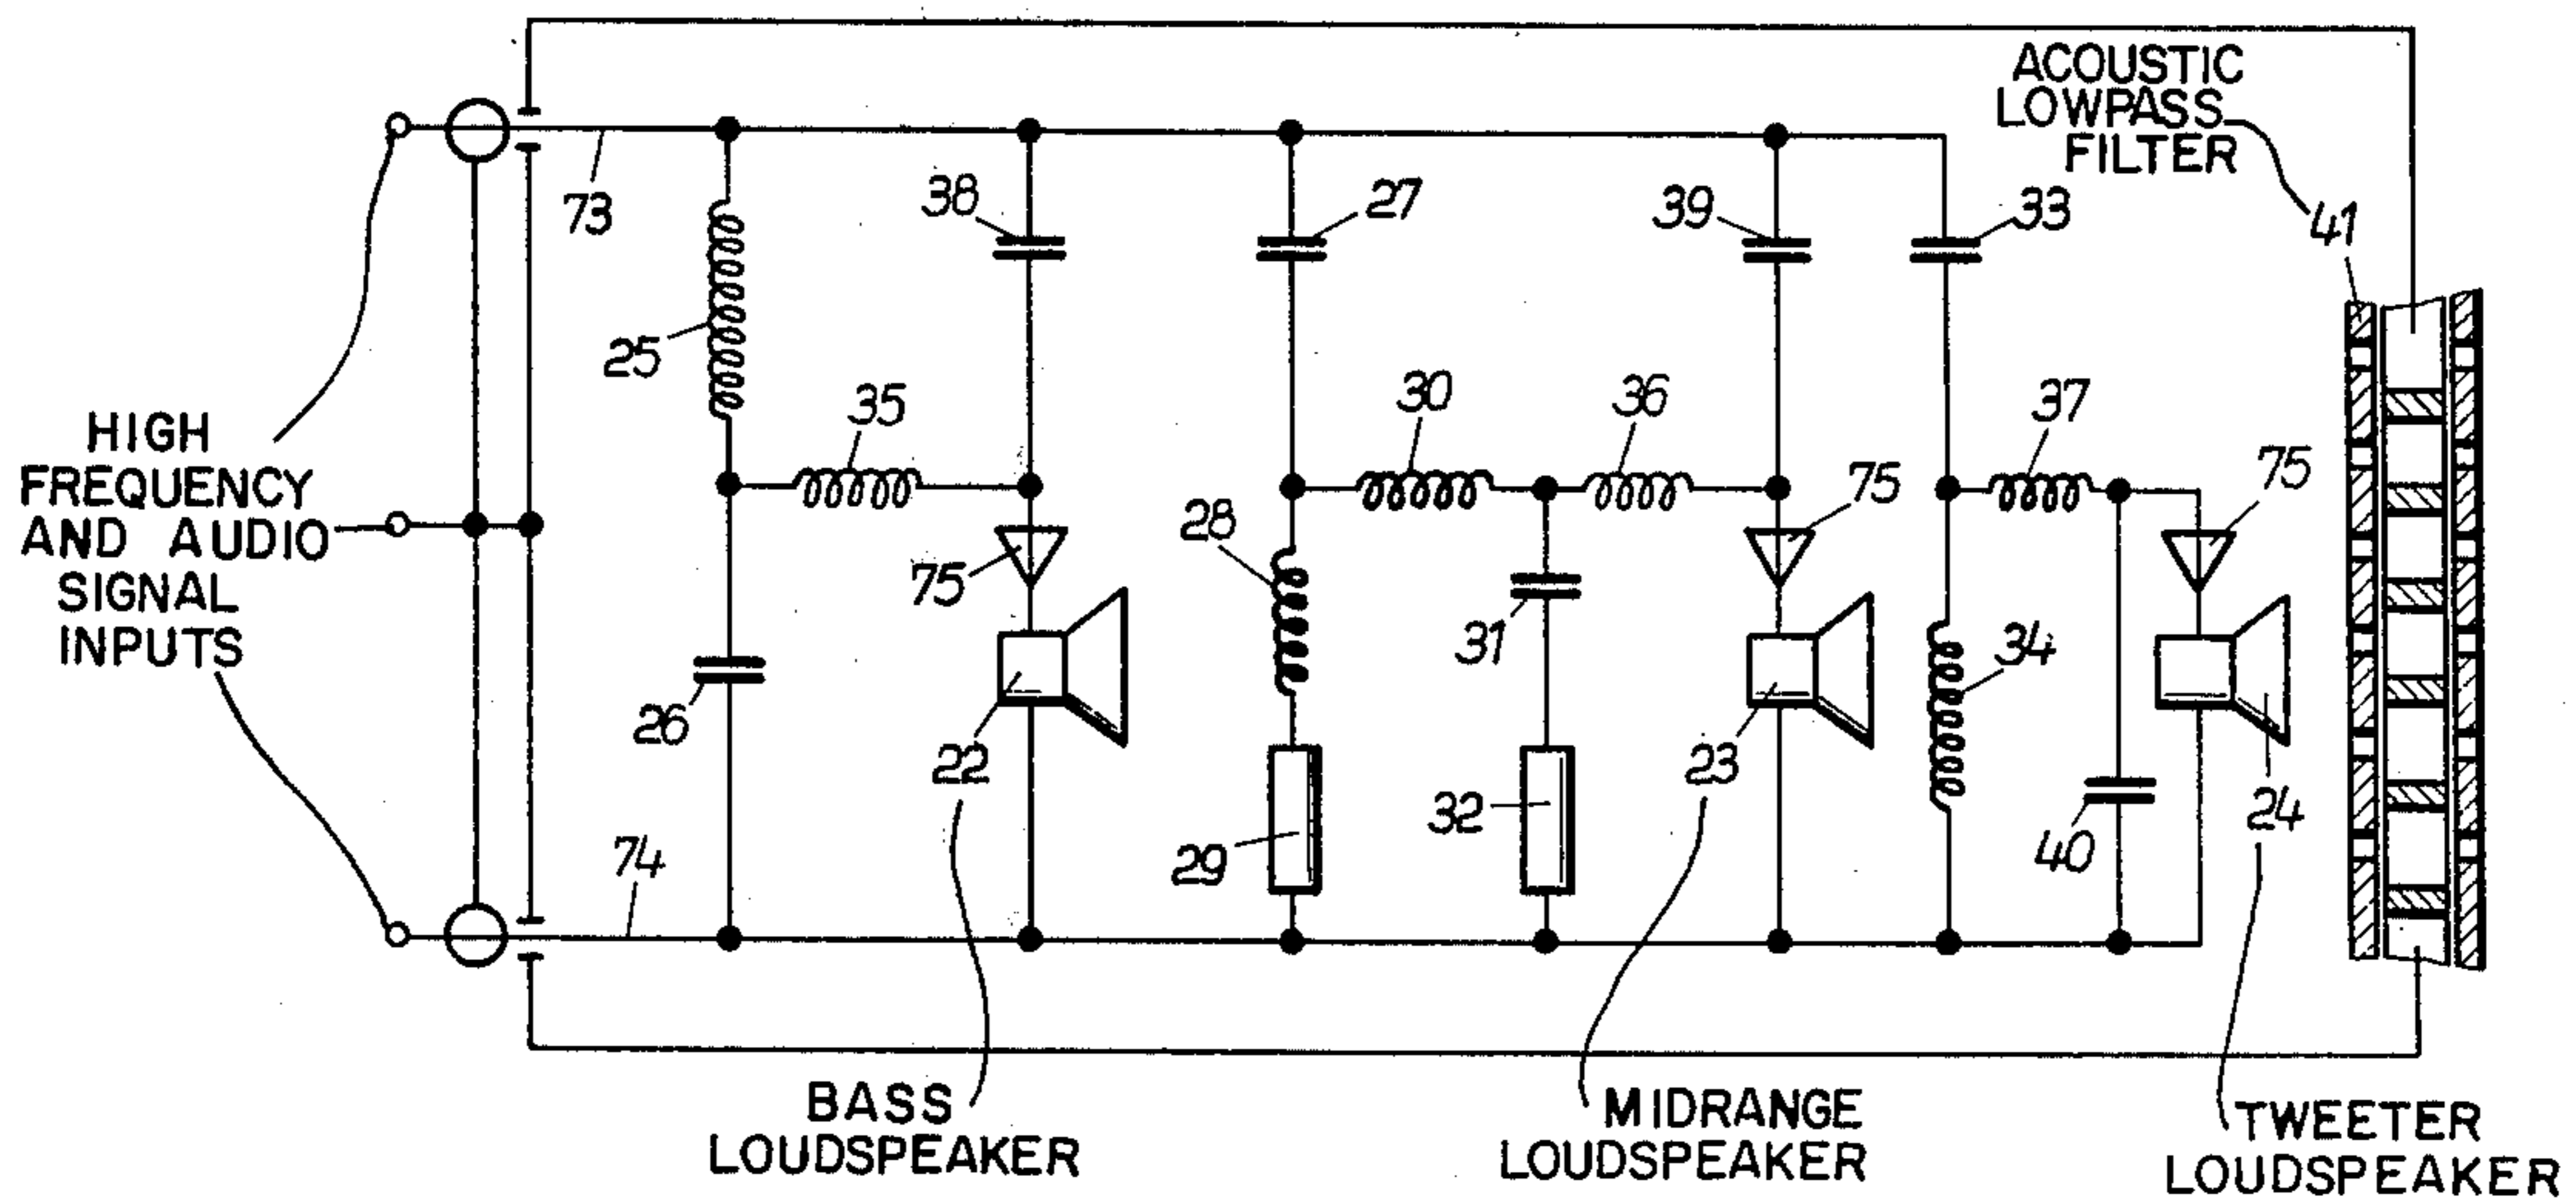 ACOUSTIC
LOWPASS
FILTER
41
73
38
27
39
33
25
35
30
36
37
75
75
HIGH
FREQUENCY
AND AUDIO
SIGNAL
INPUTS
28
75
31
34
26
22
23
32
24
29
40
74
BASS
LOUDSPEAKER
MIDRANGE
LOUDSPEAKER
TWEETER
LOUDSPEAKER